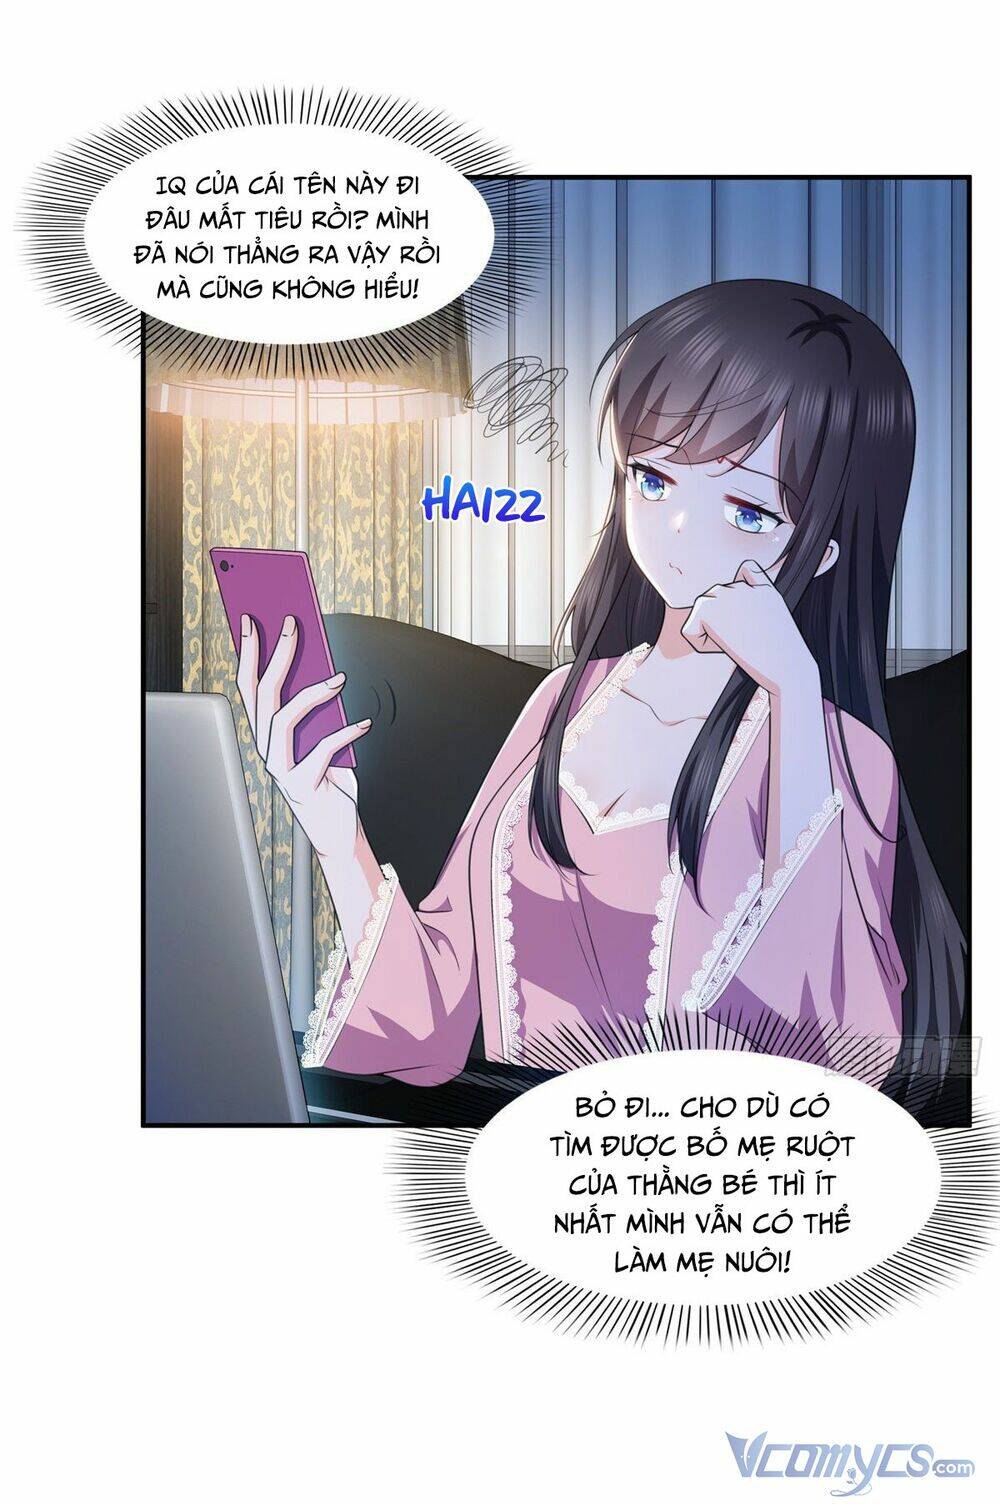 IQ CỦA CÁI TÊN NÀY ĐI
ĐÂU MẤT TIÊU RỒI? MÌNH
ĐÃ NÓI THẲNG RA VẬY RỒI
MÀ CŨNG KHÔNG HIỂU!
HAIZZ
BỎ ĐI... CHO DÙ CÓ
TÌM ĐƯỢC BỐ MẸ RUỘT
CỦA THẰNG BÉ THÌ ÍT
NHẤT MÌNH VẪN CÓ THỂ
LÀM MẸ NUÔI!
VCOMYCS.com